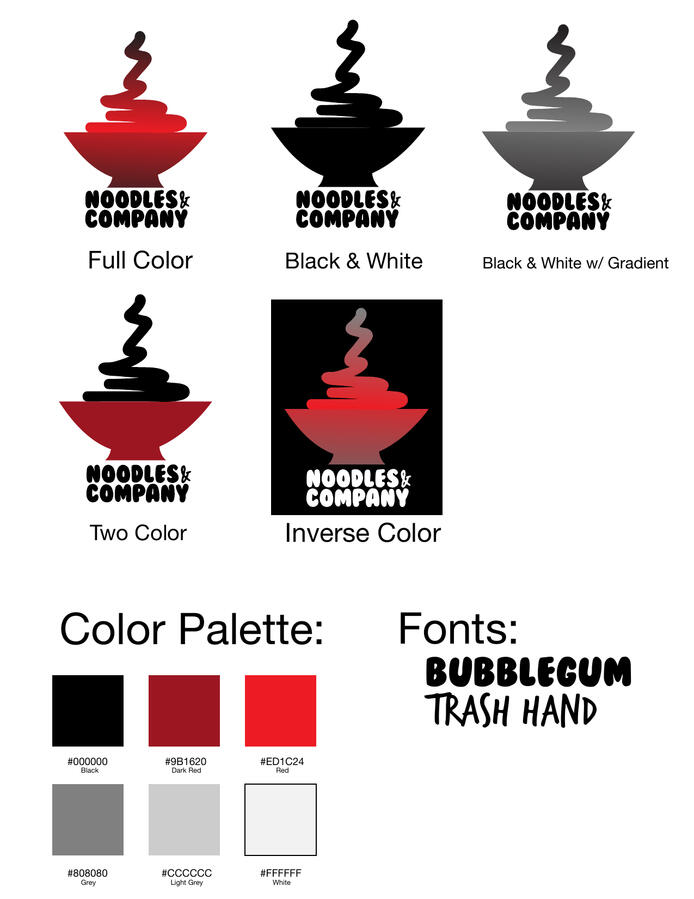 NOODLES&
COMPANY
Full Color
NOODLES&
COMPANY
Black & White
NOODLES&
COMPANY
Black & White w/ Gradient
NOODLES&
COMPANY
Two Color
NOODLES&
COMPANY
Inverse Color
Color Palette:
#000000
Black
#9B1620
Dark Red
#ED1C24
Red
#808080
Grey
#CCCCCC
Light Grey
#FFFFFF
White
Fonts:
BUBBLEGUM
TRASH HAND